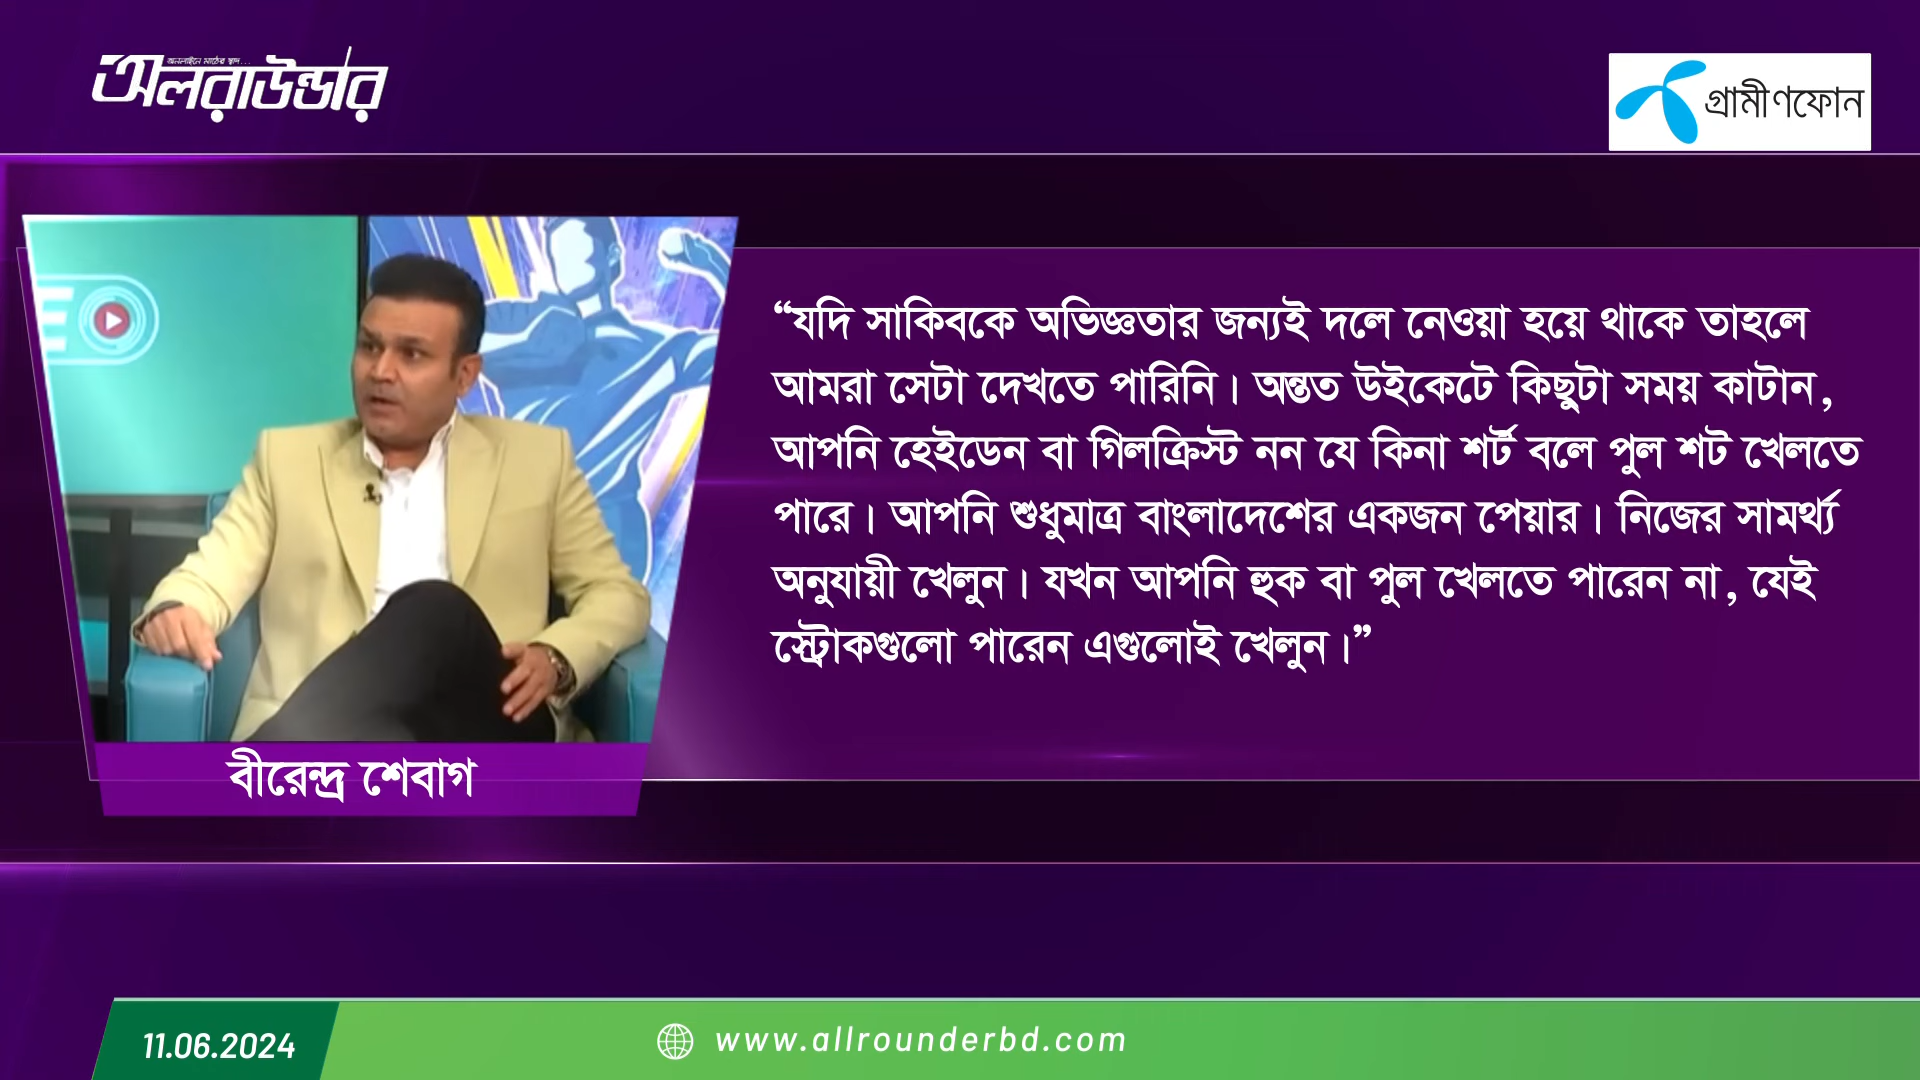 অনলাইনে মাঠের স্বাদ...
অলরাউন্ডার
গ্রামীণফোন
“যদি সাকিবকে অভিজ্ঞতার জন্যই দলে নেওয়া হয়ে থাকে তাহলে
আমরা সেটা দেখতে পারিনি। অন্তত উইকেটে কিছুটা সময় কাটান,
আপনি হেইডেন বা গিলক্রিস্ট নন যে কিনা শর্ট বলে পুল শট খেলতে
পারে। আপনি শুধুমাত্র বাংলাদেশের একজন পেয়ার। নিজের সামর্থ্য
অনুযায়ী খেলুন। যখন আপনি হুক বা পুল খেলতে পারেন না, যেই
স্ট্রোকগুলো পারেন এগুলোই খেলুন।”
বীরেন্দ্র শেবাগ
11.06.2024
www.allrounderbd.com